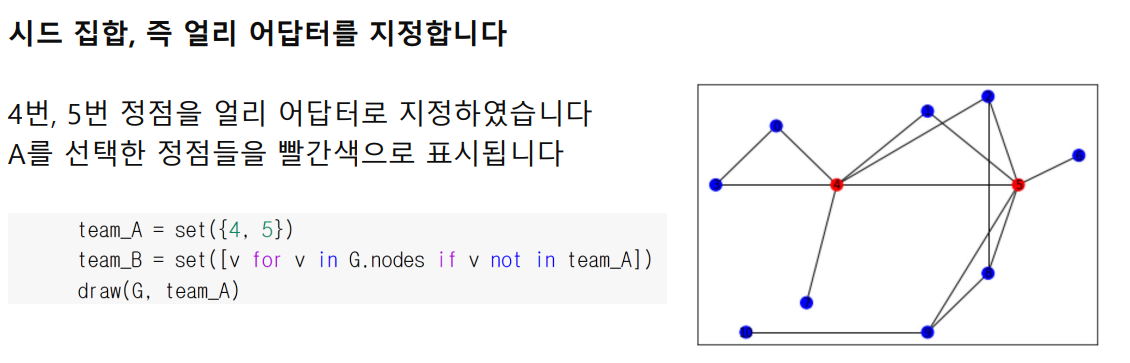 시드 집합, 즉 얼리 어답터를 지정합니다
4번, 5번 정점을 얼리 어답터로 지정하였습니다
A를 선택한 정점들을 빨간색으로 표시됩니다
team_A = set({4, 5})
team_B = set([v for v in G.nodes if v not in team_A])
draw(G, team_A)
4
5